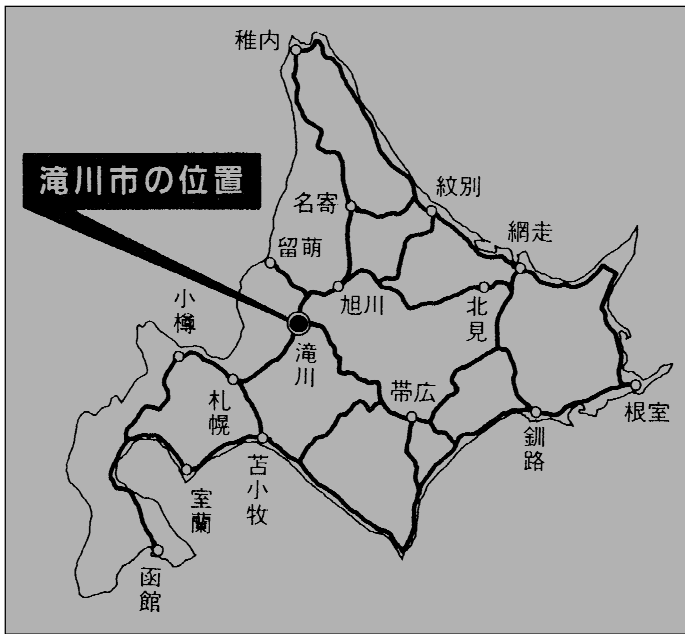 稚内
滝川市の位置
名寄
紋別
留萌
網走
小樽
旭川
北見
滝川
札幌
帯広
根室
釧路
苫小牧
室蘭
函館